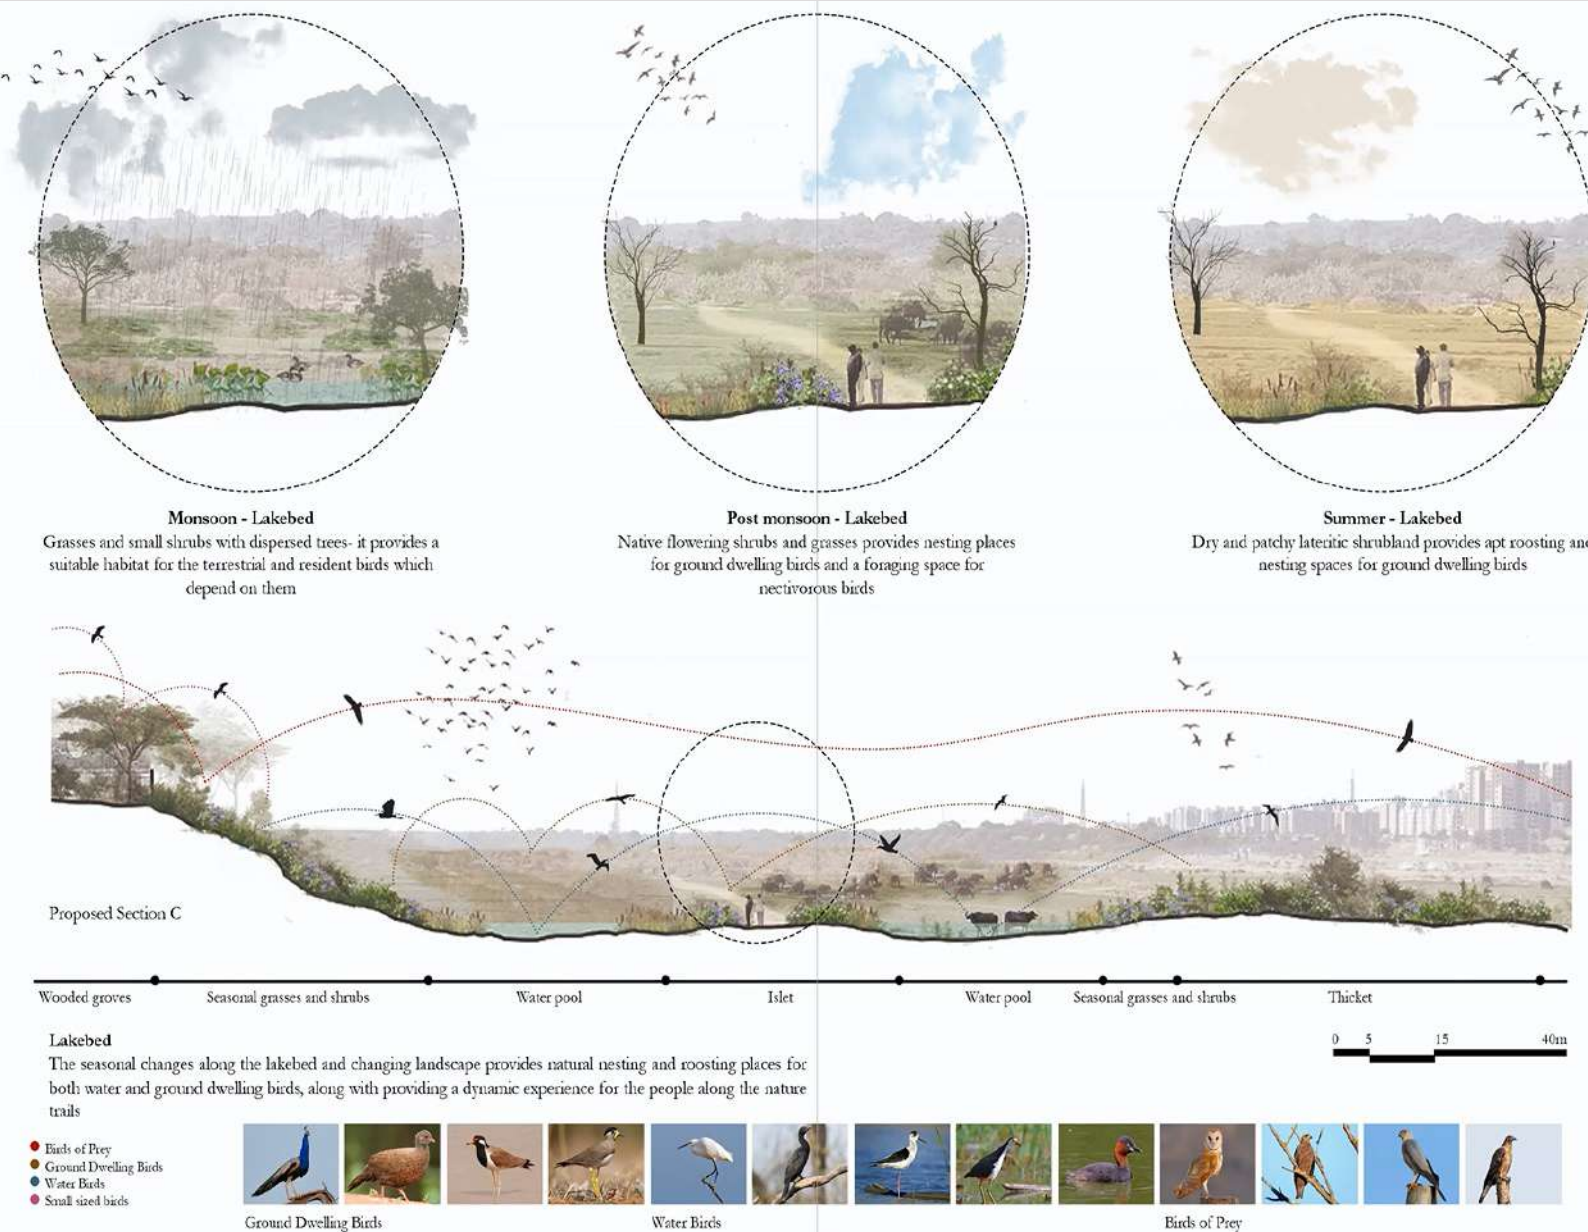 Monsoon - Lakebed
Grasses and small shrubs with dispersed trees- it provides a
suitable habitat for the terrestrial and resident birds which
depend on them
Post monsoon - Lakebed
Native flowering shrubs and grasses provides nesting places
for ground dwelling birds and a foraging space for
nectivorous birds
Summer - Lakebed
Dry and patchy lateritic shrubland provides apt roosting and
nesting spaces for ground dwelling birds
Proposed Section C
Wooded groves
Seasonal grasses and shrubs
Water pool
Islet
Water pool
Seasonal grasses and shrubs
Thicket
Lakebed
The seasonal changes along the lakebed and changing landscape provides natural nesting and roosting places for
both water and ground dwelling birds, along with providing a dynamic experience for the people along the nature
trails
0 5 15 40m
Birds of Prey
Ground Dwelling Birds
Water Birds
Small sized birds
Ground Dwelling Birds
Water Birds
Birds of Prey